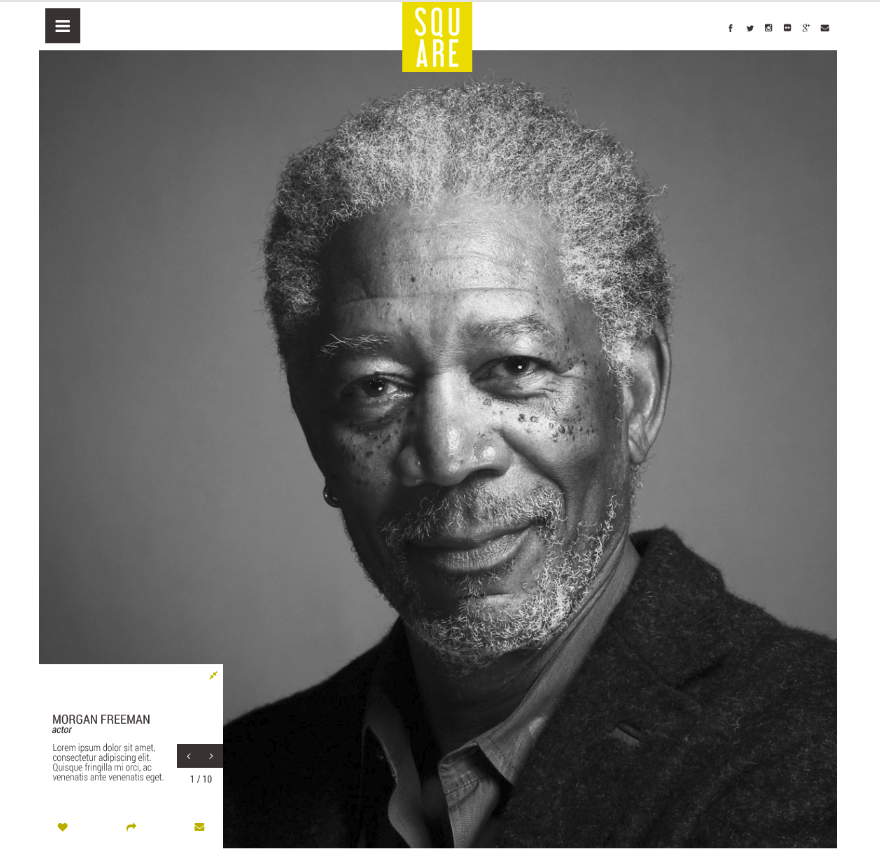 SQU
ARE
MORGAN FREEMAN
actor
Lorem ipsum dolor sit amet,
consectetur adipiscing elit.
Quisque fringilla mi orci, ac
venenatis ante venenatis eget.
1 / 10